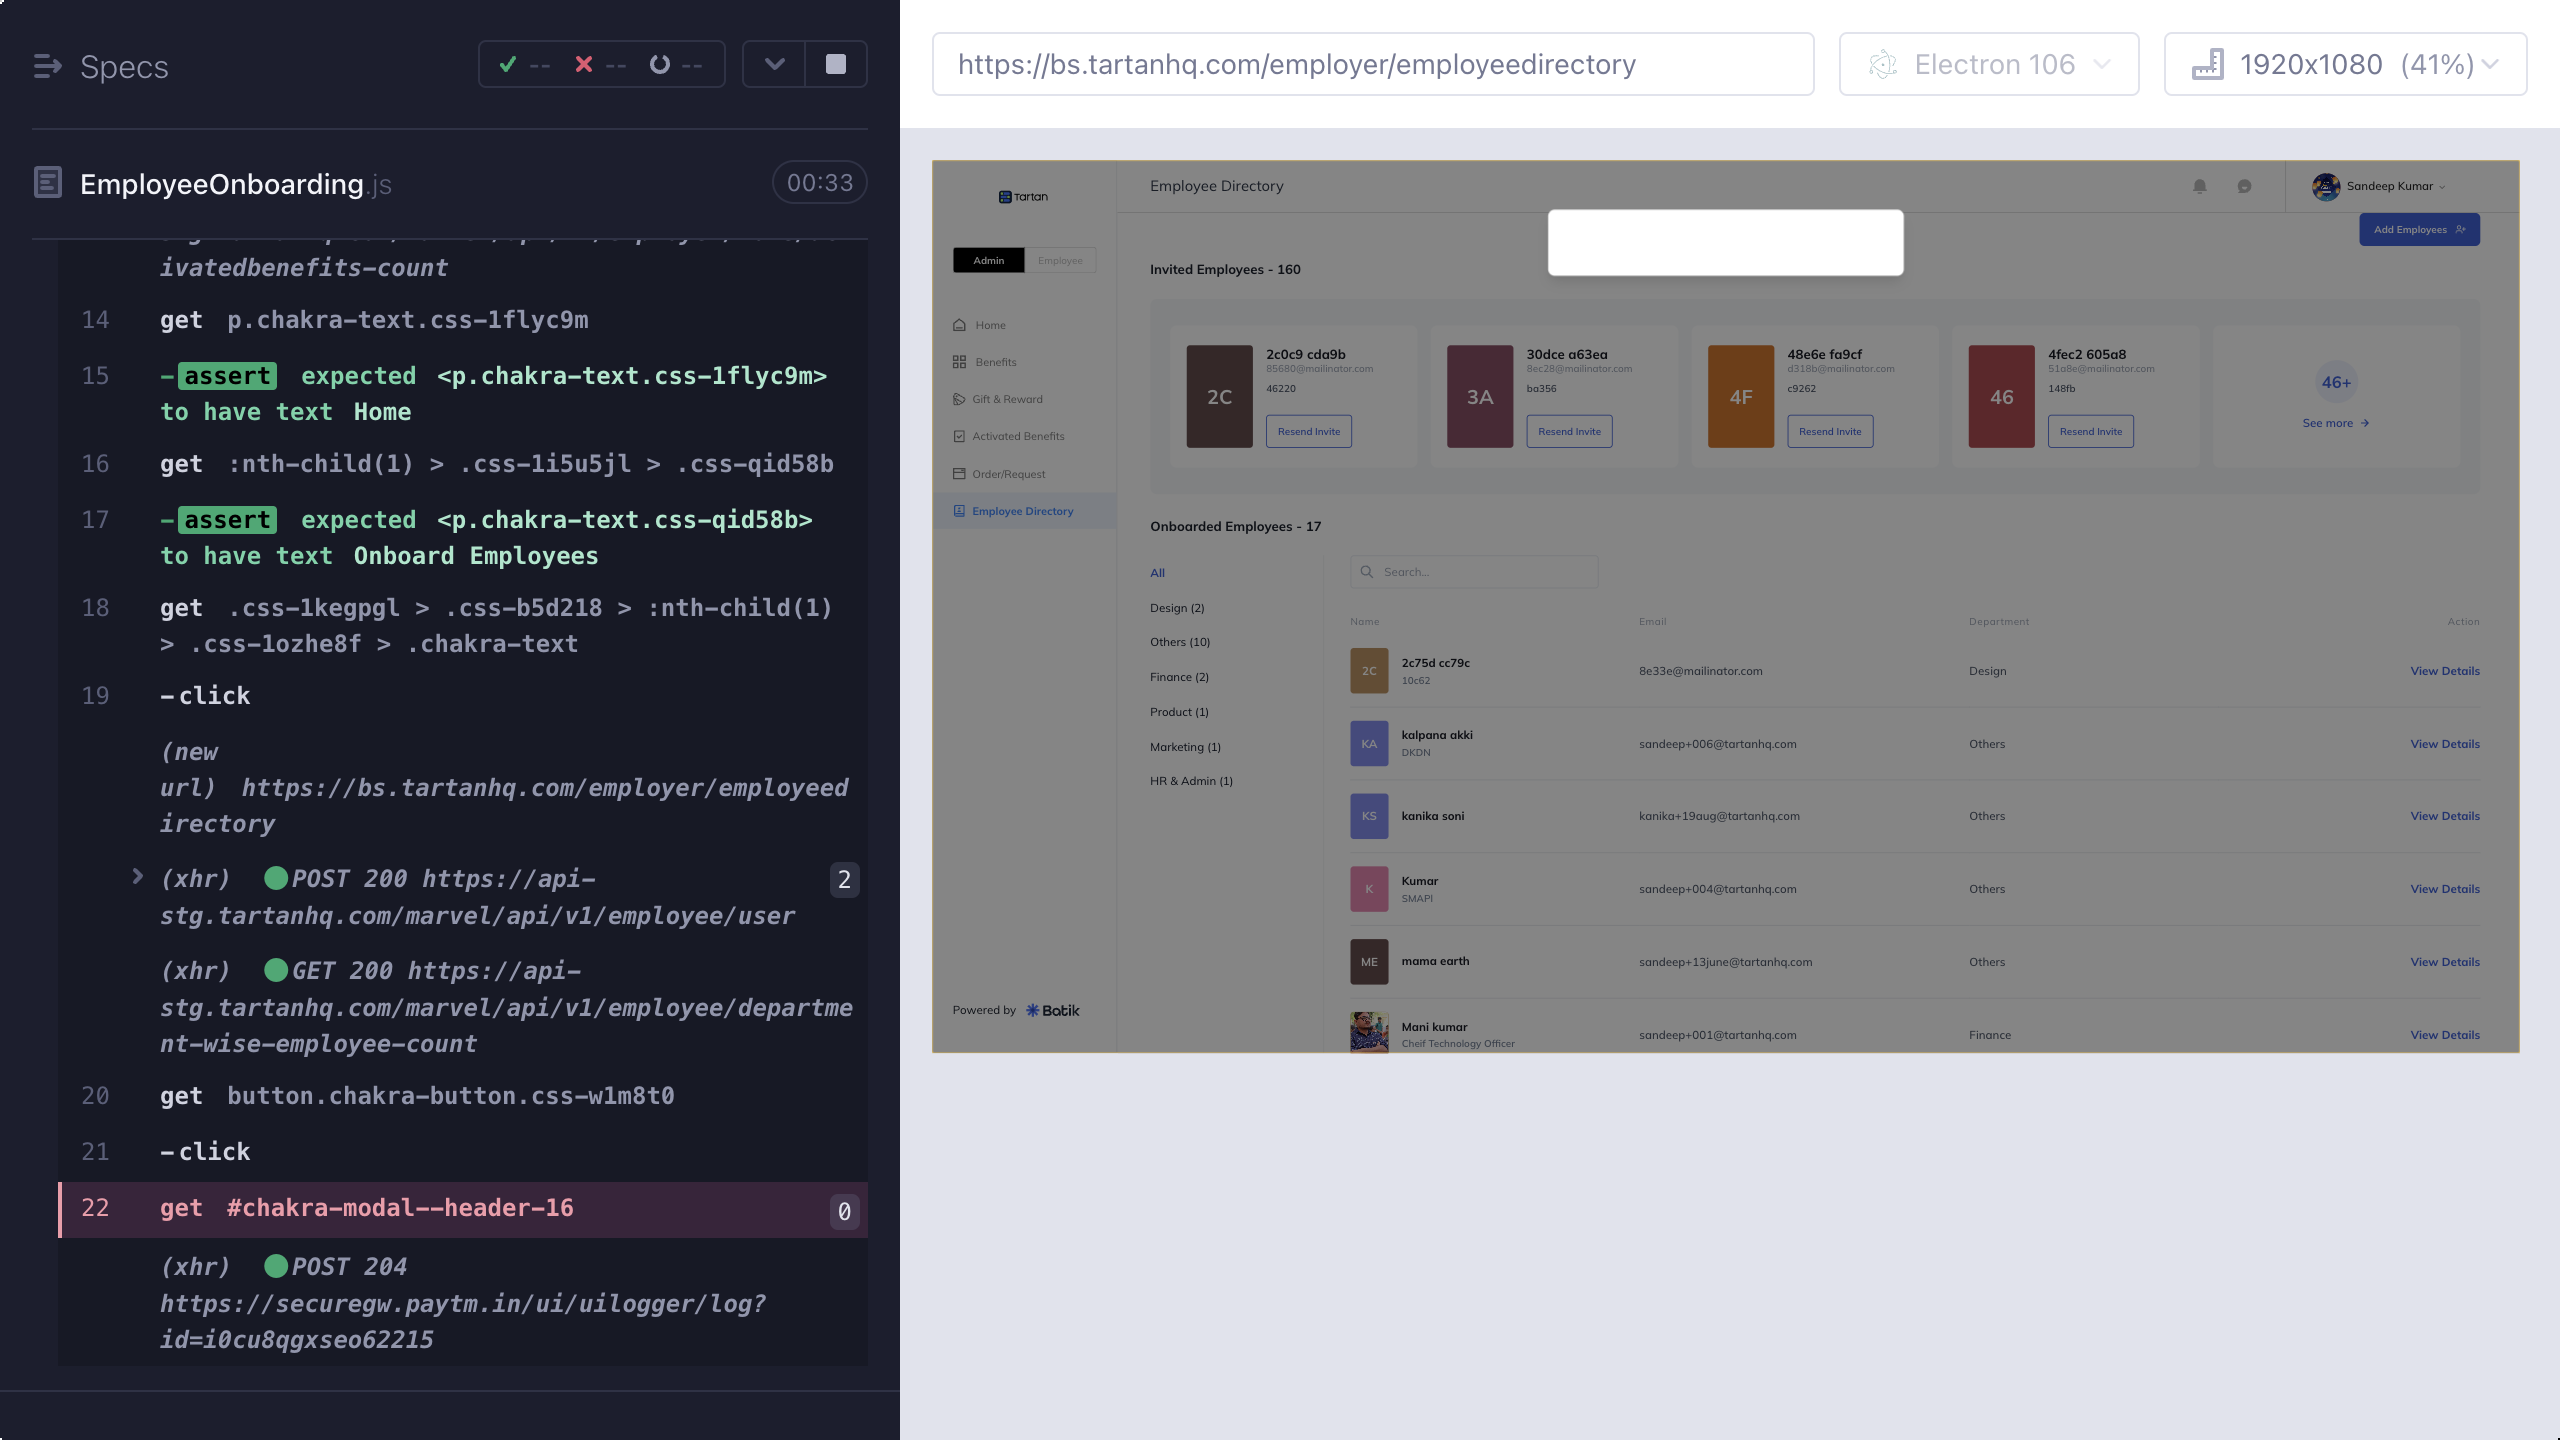 Specs
-- -- --
EmployeeOnboarding.js
00:33
ivatedbenefits-count
14 get p.chakra-text.css-1flyc9m
15 -assert expected <p.chakra-text.css-1flyc9m>
to have text Home
16 get :nth-child(1) > .css-1i5u5jl > .css-qid58b
17 -assert expected <p.chakra-text.css-qid58b>
to have text Onboard Employees
18 get .css-1kegpgl > .css-b5d218 > :nth-child(1)
> .css-1ozhe8f > .chakra-text
19 -click
(new
url) https://bs.tartanhq.com/employer/employeed
irectory
(xhr) POST 200 https://api-
2
stg.tartanhq.com/marvel/api/v1/employee/user
(xhr) GET 200 https://api-
stg.tartanhq.com/marvel/api/v1/employee/departme
nt-wise-employee-count
20 get button.chakra-button.css-w1m8t0
21 -click
22 get #chakra-modal--header-16
0
(xhr) POST 204
https://securegw.paytm.in/ui/uilogger/log?
id=i0cu8qgxseo62215
https://bs.tartanhq.com/employer/employeedirectory
Electron 106
1920x1080 (41%)
Tartan
Admin Employee
Home
Benefits
Gift & Reward
Activated Benefits
Order/Request
Employee Directory
Powered by Batik
Employee Directory
Sandeep Kumar
Add Employees
Invited Employees - 160
2C
2c0c9 cda9b
85680@mailinator.com
46220
Resend Invite
3A
30dce a63ea
8ec28@mailinator.com
ba356
Resend Invite
4F
48e6e fa9cf
d318b@mailinator.com
c9262
Resend Invite
46
4fec2 605a8
51a8e@mailinator.com
148fb
Resend Invite
46+
See more
Onboarded Employees - 17
All
Design (2)
Others (10)
Finance (2)
Product (1)
Marketing (1)
HR & Admin (1)
Search...
Name Email Department Action
2C 2c75d cc79c 8e33e@mailinator.com Design View Details
10c62
KA kalpana akki sandeep+006@tartanhq.com Others View Details
DKDN
KS kanika soni kanika+19aug@tartanhq.com Others View Details
K Kumar sandeep+004@tartanhq.com Others View Details
SMAPI
ME mama earth sandeep+13june@tartanhq.com Others View Details
Mani kumar sandeep+001@tartanhq.com Finance View Details
Cheif Technology Officer